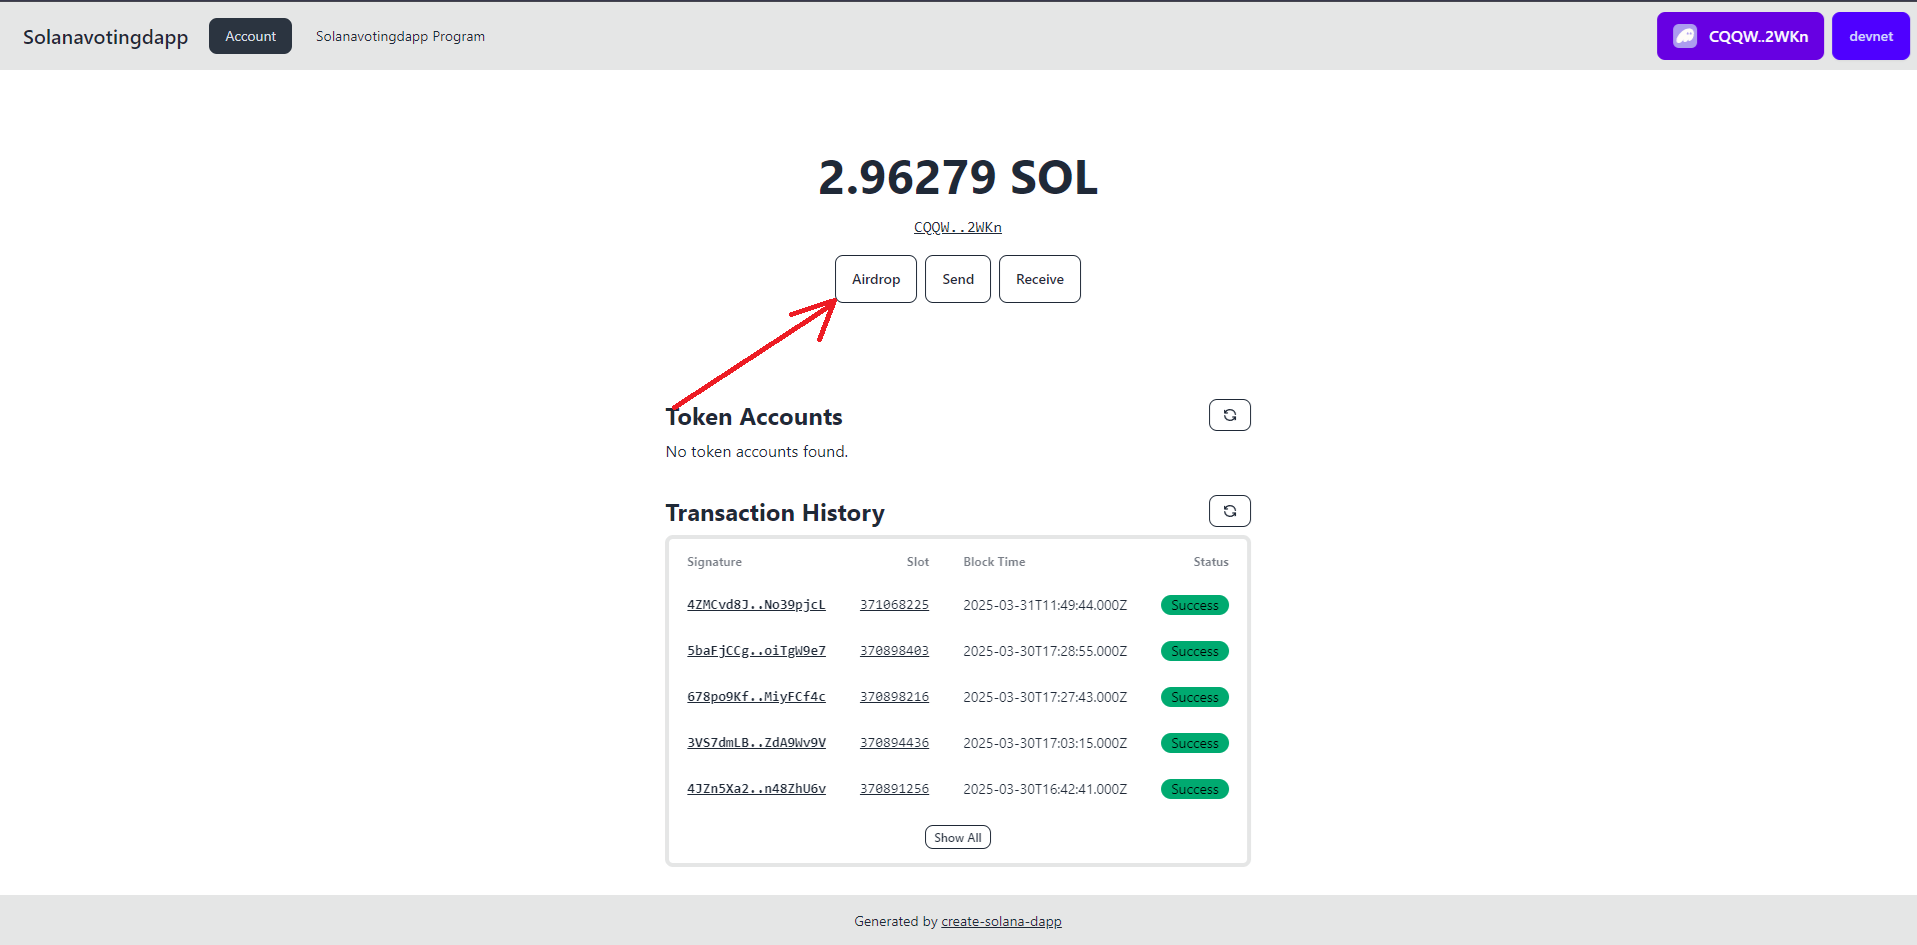 Solanavotingdapp Account Solanavotingdapp Program CQQW..2WKn devnet
2.96279 SOL
CQQW..2WKn
Airdrop Send Receive
Token Accounts
No token accounts found.
Transaction History
Signature Slot Block Time Status
4ZMCvd8J..No39pjcL 371068225 2025-03-31T11:49:44.000Z Success
5baFjCCg..oiTgW9e7 370898403 2025-03-30T17:28:55.000Z Success
678po9Kf..MiyFCf4c 370898216 2025-03-30T17:27:43.000Z Success
3VS7dmLB..ZdA9Wv9V 370894436 2025-03-30T17:03:15.000Z Success
4JZn5Xa2..n48ZhU6v 370891256 2025-03-30T16:42:41.000Z Success
Show All
Generated by create-solana-dapp